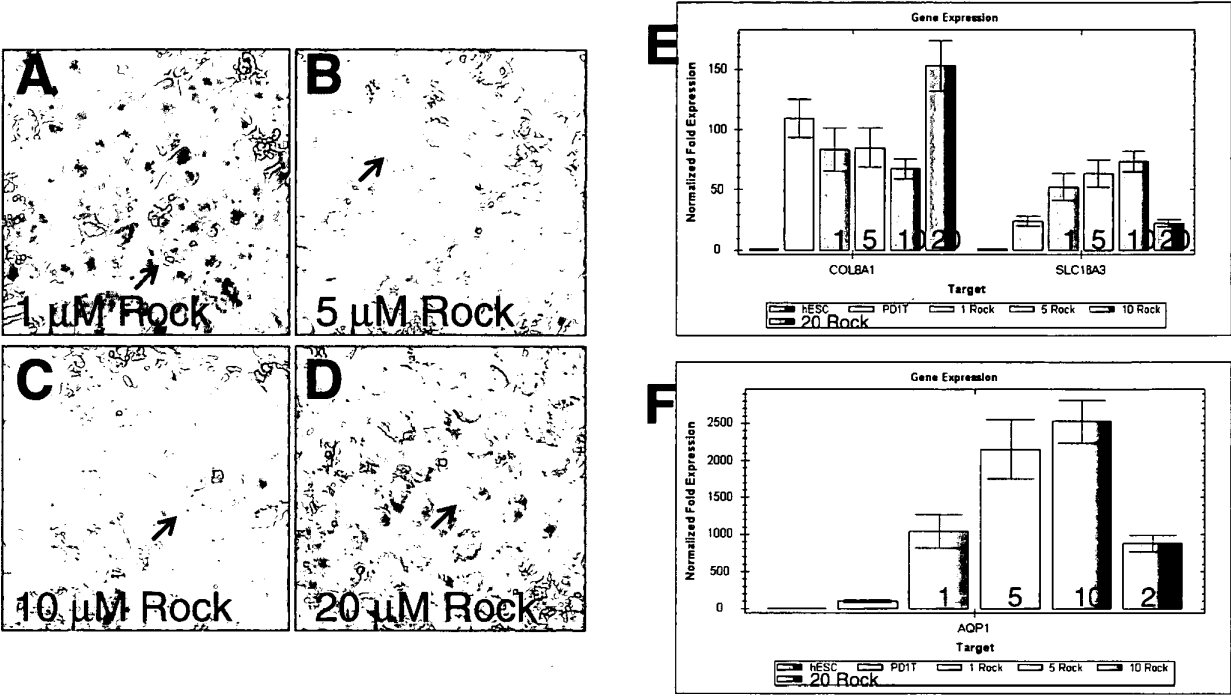 A
1 µM Rock
B
5 µM Rock
C
10 µM Rock
D
20 µM Rock
E
Gene Expression
Normalized Fold Expression
150
100
50
0
1
5
10
20
1
5
10
20
COL8A1
SLC18A3
Target
hESC PD1T 1 Rock 5 Rock 10 Rock
20 Rock
F
Gene Expression
Normalized Fold Expression
2500
2000
1500
1000
500
0
1
5
10
2
AQP1
Target
hESC PD1T 1 Rock 5 Rock 10 Rock
20 Rock